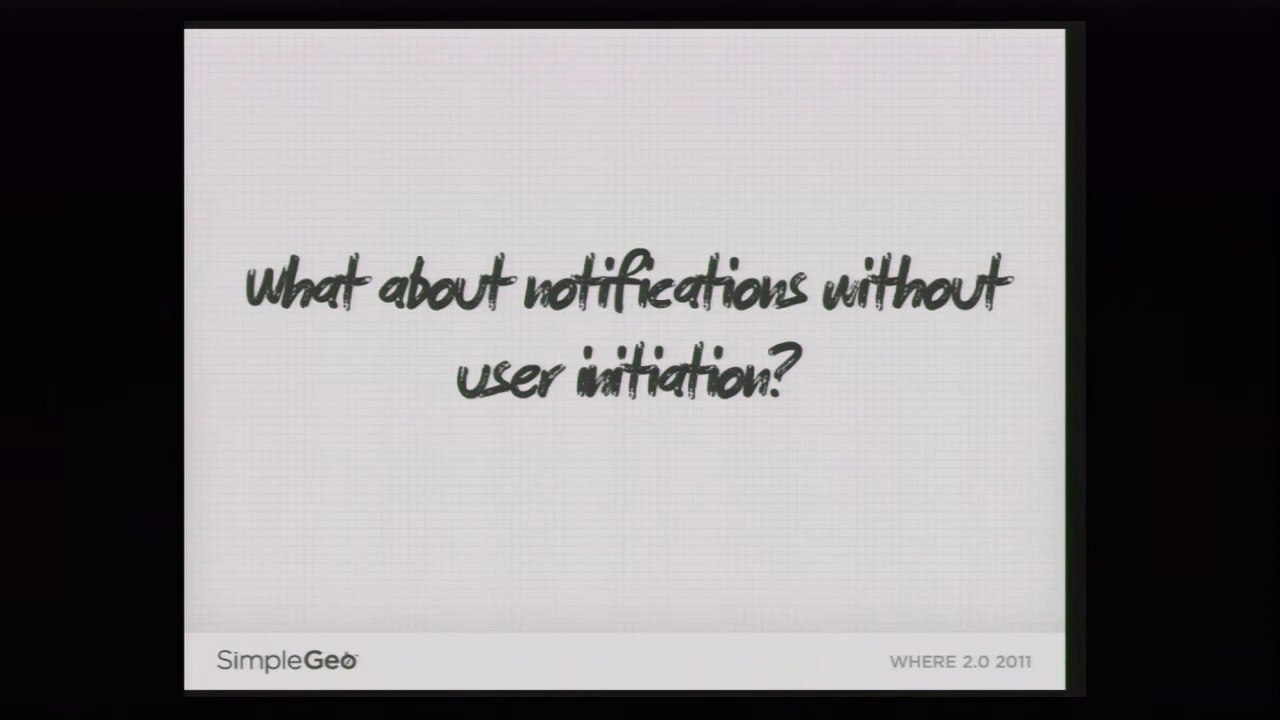 What about notifications without
user initiation?
SimpleGeo
WHERE 2.0 2011